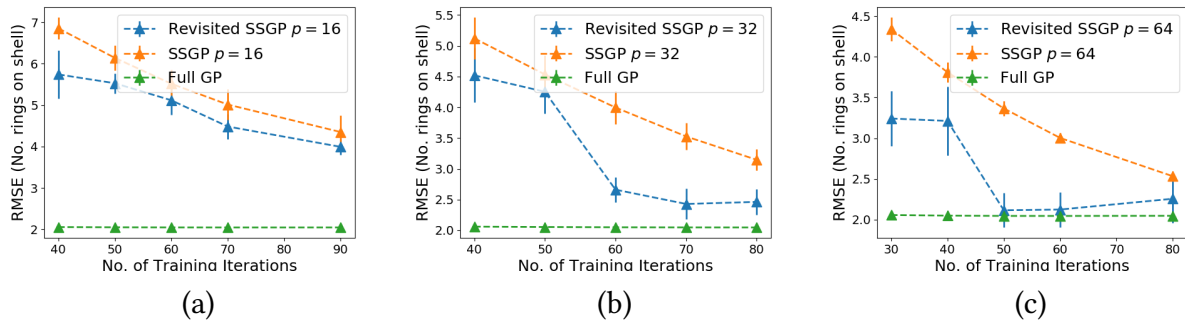 RMSE (No. rings on shell)
7
6
5
4
3
2
Revisited SSGP p = 16
SSGP p = 16
Full GP
40 50 60 70 80 90
No. of Training Iterations
(a)
RMSE (No. rings on shell)
5.5
5.0
4.5
4.0
3.5
3.0
2.5
2.0
Revisited SSGP p = 32
SSGP p = 32
Full GP
40 50 60 70 80
No. of Training Iterations
(b)
RMSE (No. rings on shell)
4.5
4.0
3.5
3.0
2.5
2.0
Revisited SSGP p = 64
SSGP p = 64
Full GP
30 40 50 60 70 80
No. of Training Iterations
(c)